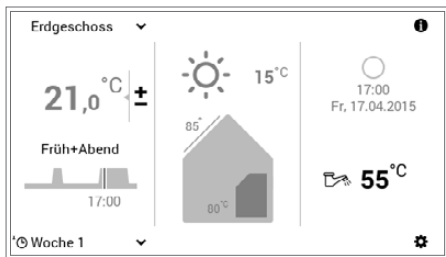 Erdgeschoss
21,0°C ±
Früh+Abend
17:00
Woche 1
15°C
85°
80°C
17:00
Fr, 17.04.2015
55°C